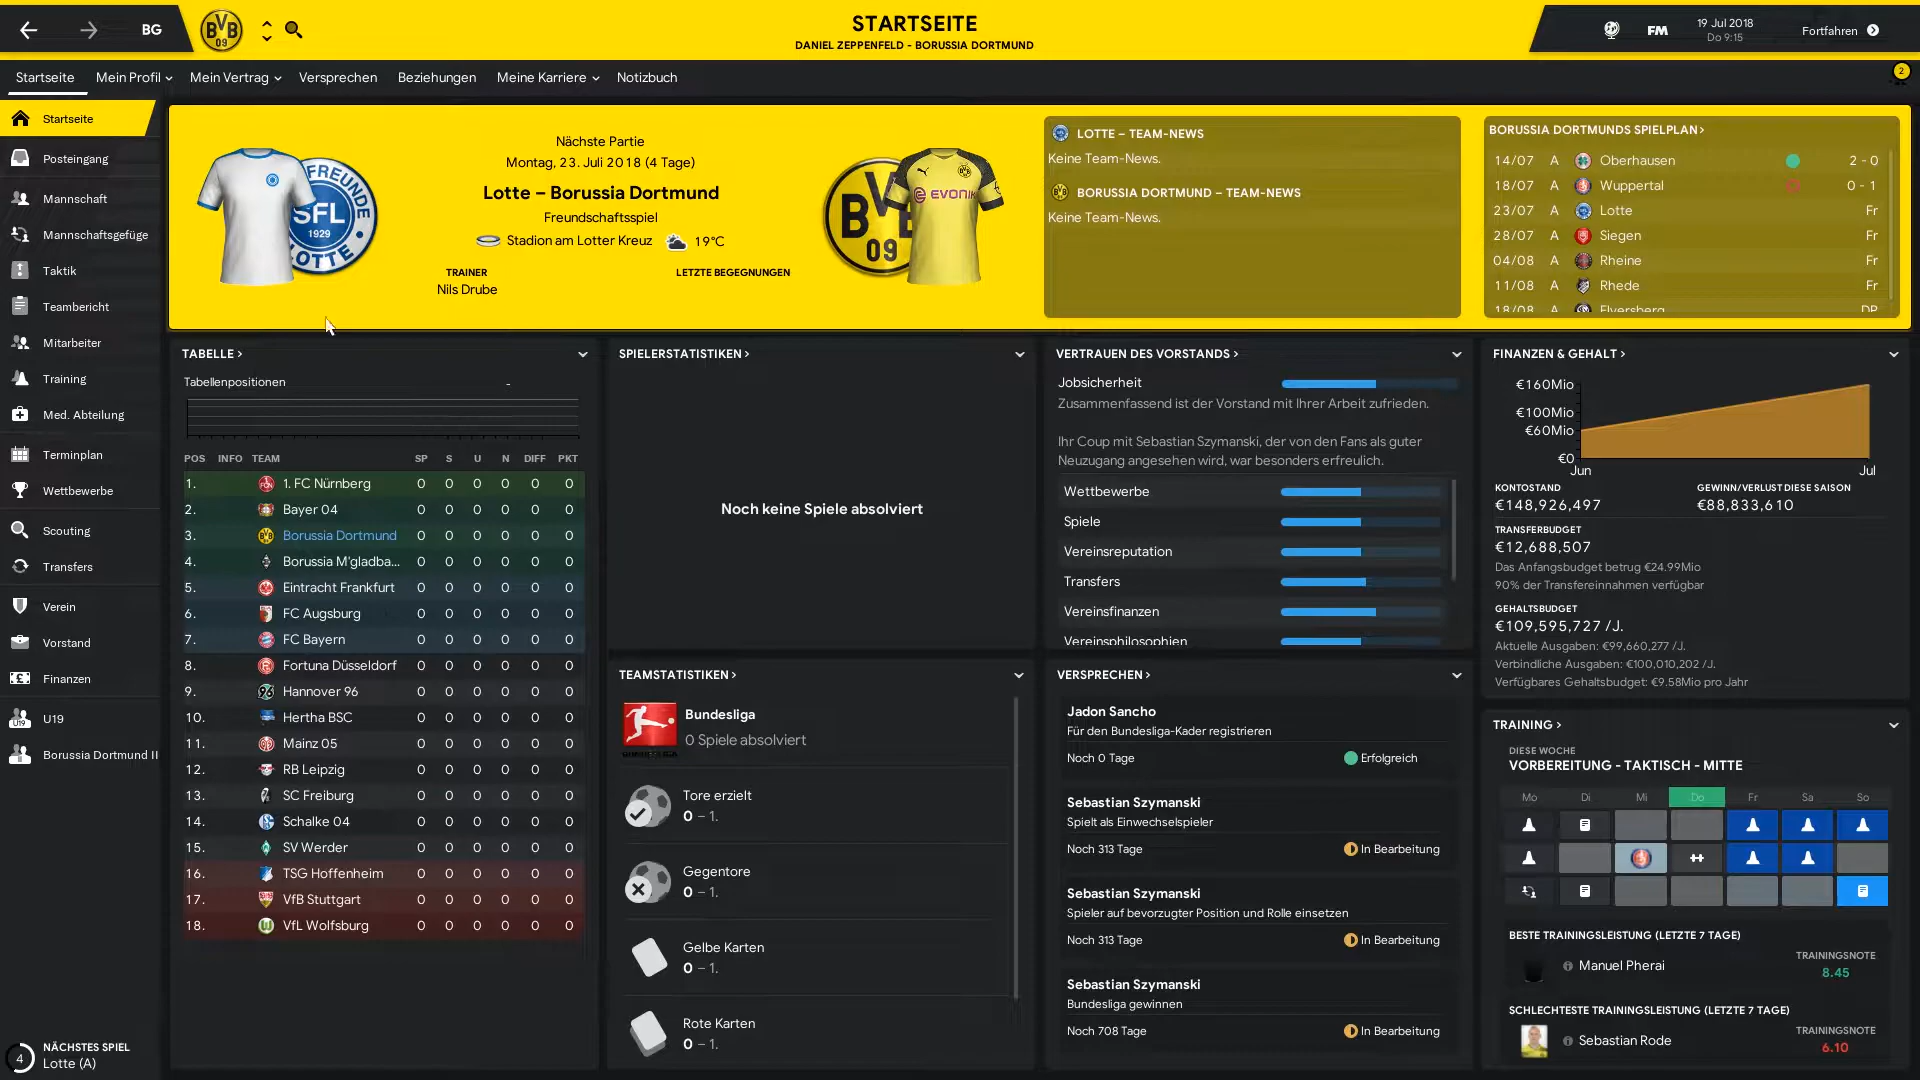 BG
STARTSEITE
DANIEL ZEPPENFELD - BORUSSIA DORTMUND
FM
19 Jul 2018
Do 9:15
Fortfahren
Startseite
Mein Profil
Mein Vertrag
Versprechen
Beziehungen
Meine Karriere
Notizbuch
2
Startseite
Posteingang
Mannschaft
Mannschaftsgefüge
Taktik
Teambericht
Mitarbeiter
Training
Med. Abteilung
Terminplan
Wettbewerbe
Scouting
Transfers
Verein
Vorstand
Finanzen
U19
Borussia Dortmund II
4
NÄCHSTES SPIEL
Lotte (A)
Nächste Partie
Montag, 23. Juli 2018 (4 Tage)
Lotte – Borussia Dortmund
Freundschaftsspiel
Stadion am Lotter Kreuz 19°C
TRAINER
Nils Drube
LETZTE BEGEGNUNGEN
SFL
1929
LOTTE
BVB
09
EVONIK
LOTTE – TEAM-NEWS
Keine Team-News.
BORUSSIA DORTMUND – TEAM-NEWS
Keine Team-News.
BORUSSIA DORTMUNDS SPIELPLAN >
14/07 A Oberhausen 2 - 0
18/07 A Wuppertal 0 - 1
23/07 A Lotte Fr
28/07 A Siegen Fr
04/08 A Rheine Fr
11/08 A Rhede Fr
18/08 A Elversberg DP
TABELLE >
Tabellenpositionen -
POS INFO TEAM SP S U N DIFF PKT
1. 1. FC Nürnberg 0 0 0 0 0 0
2. Bayer 04 0 0 0 0 0 0
3. Borussia Dortmund 0 0 0 0 0 0
4. Borussia M'gladba... 0 0 0 0 0 0
5. Eintracht Frankfurt 0 0 0 0 0 0
6. FC Augsburg 0 0 0 0 0 0
7. FC Bayern 0 0 0 0 0 0
8. Fortuna Düsseldorf 0 0 0 0 0 0
9. Hannover 96 0 0 0 0 0 0
10. Hertha BSC 0 0 0 0 0 0
11. Mainz 05 0 0 0 0 0 0
12. RB Leipzig 0 0 0 0 0 0
13. SC Freiburg 0 0 0 0 0 0
14. Schalke 04 0 0 0 0 0 0
15. SV Werder 0 0 0 0 0 0
16. TSG Hoffenheim 0 0 0 0 0 0
17. VfB Stuttgart 0 0 0 0 0 0
18. VfL Wolfsburg 0 0 0 0 0 0
SPIELERSTATISTIKEN >
Noch keine Spiele absolviert
TEAMSTATISTIKEN >
Bundesliga
0 Spiele absolviert
Tore erzielt
0 – 1.
Gegentore
0 – 1.
Gelbe Karten
0 – 1.
Rote Karten
0 – 1.
VERTRAUEN DES VORSTANDS >
Jobsicherheit
Zusammenfassend ist der Vorstand mit Ihrer Arbeit zufrieden.
Ihr Coup mit Sebastian Szymanski, der von den Fans als guter
Neuzugang angesehen wird, war besonders erfreulich.
Wettbewerbe
Spiele
Vereinsreputation
Transfers
Vereinsfinanzen
Vereinsphilosophien
VERSPRECHEN >
Jadon Sancho
Für den Bundesliga-Kader registrieren
Noch 0 Tage Erfolgreich
Sebastian Szymanski
Spielt als Einwechselspieler
Noch 313 Tage In Bearbeitung
Sebastian Szymanski
Spieler auf bevorzugter Position und Rolle einsetzen
Noch 313 Tage In Bearbeitung
Sebastian Szymanski
Bundesliga gewinnen
Noch 708 Tage In Bearbeitung
FINANZEN & GEHALT >
€160Mio
€100Mio
€60Mio
€0
Jun Jul
KONTOSTAND
€148,926,497
GEWINN/VERLUST DIESE SAISON
€88,833,610
TRANSFERBUDGET
€12,688,507
Das Anfangsbudget betrug €24.99Mio
90% der Transfereinnahmen verfügbar
GEHALTSBUDGET
€109,595,727 /J.
Aktuelle Ausgaben: €99,660,277 /J.
Verbindliche Ausgaben: €100,010,202 /J.
Verfügbares Gehaltsbudget: €9.58Mio pro Jahr
TRAINING >
DIESE WOCHE
VORBEREITUNG - TAKTISCH - MITTE
Mo Di Mi Do Fr Sa So
BESTE TRAININGSLEISTUNG (LETZTE 7 TAGE)
Manuel Pherai
TRAININGSNOTE
8.45
SCHLECHTESTE TRAININGSLEISTUNG (LETZTE 7 TAGE)
Sebastian Rode
TRAININGSNOTE
6.10